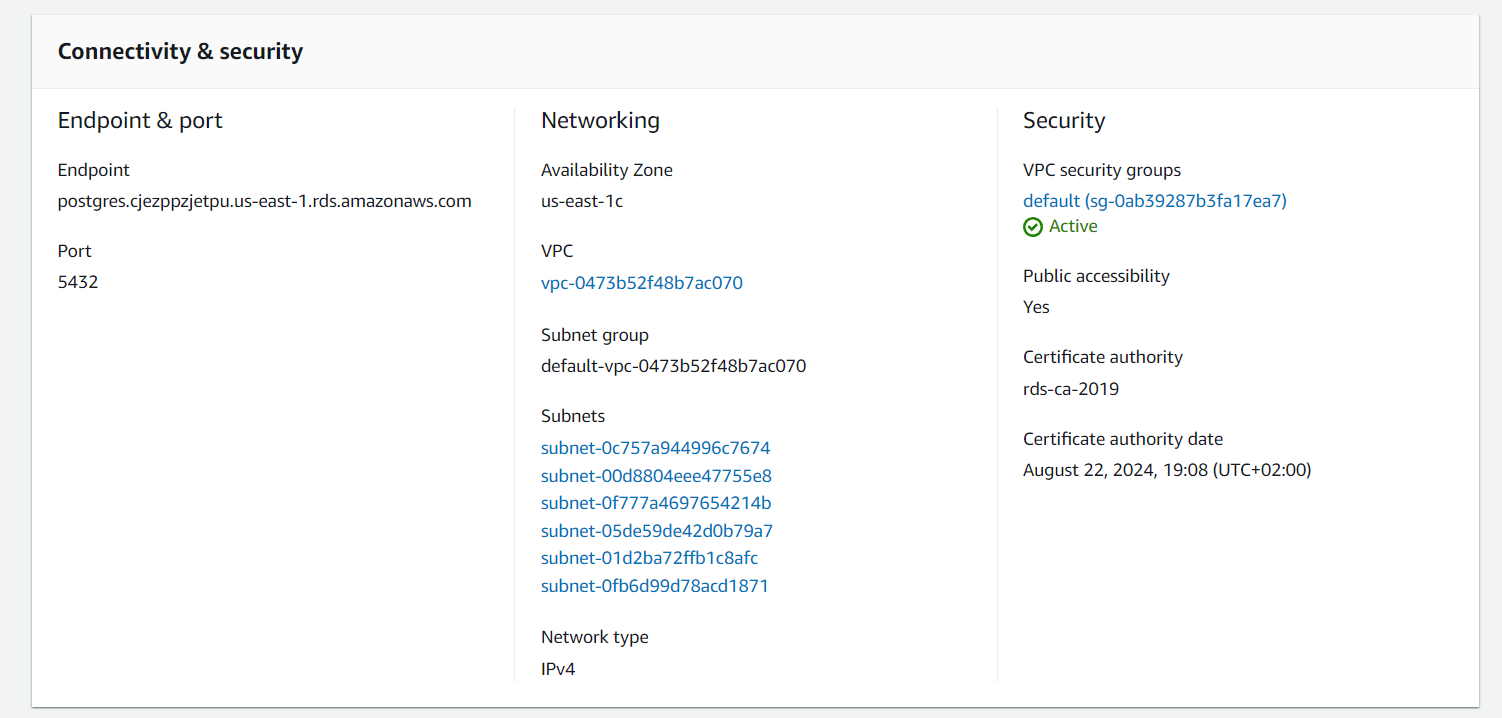 Connectivity & security
Endpoint & port
Endpoint
postgres.cjezppzjetpu.us-east-1.rds.amazonaws.com
Port
5432
Networking
Availability Zone
us-east-1c
VPC
vpc-0473b52f48b7ac070
Subnet group
default-vpc-0473b52f48b7ac070
Subnets
subnet-0c757a944996c7674
subnet-00d8804eee47755e8
subnet-0f777a4697654214b
subnet-05de59de42d0b79a7
subnet-01d2ba72ffb1c8afc
subnet-0fb6d99d78acd1871
Network type
IPv4
Security
VPC security groups
default (sg-0ab39287b3fa17ea7)
Active
Public accessibility
Yes
Certificate authority
rds-ca-2019
Certificate authority date
August 22, 2024, 19:08 (UTC+02:00)